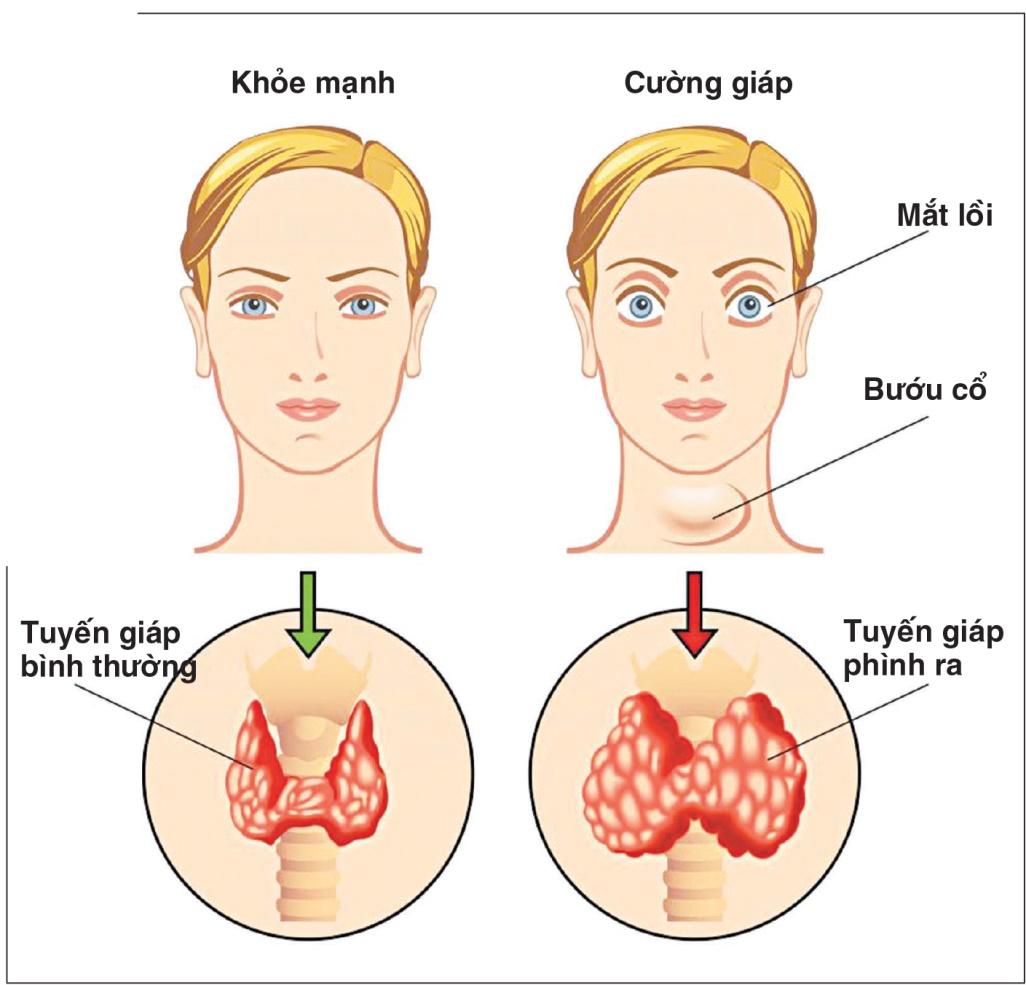 Khỏe mạnh
Cường giáp
Mắt lồi
Bướu cổ
Tuyến giáp
bình thường
Tuyến giáp
phình ra